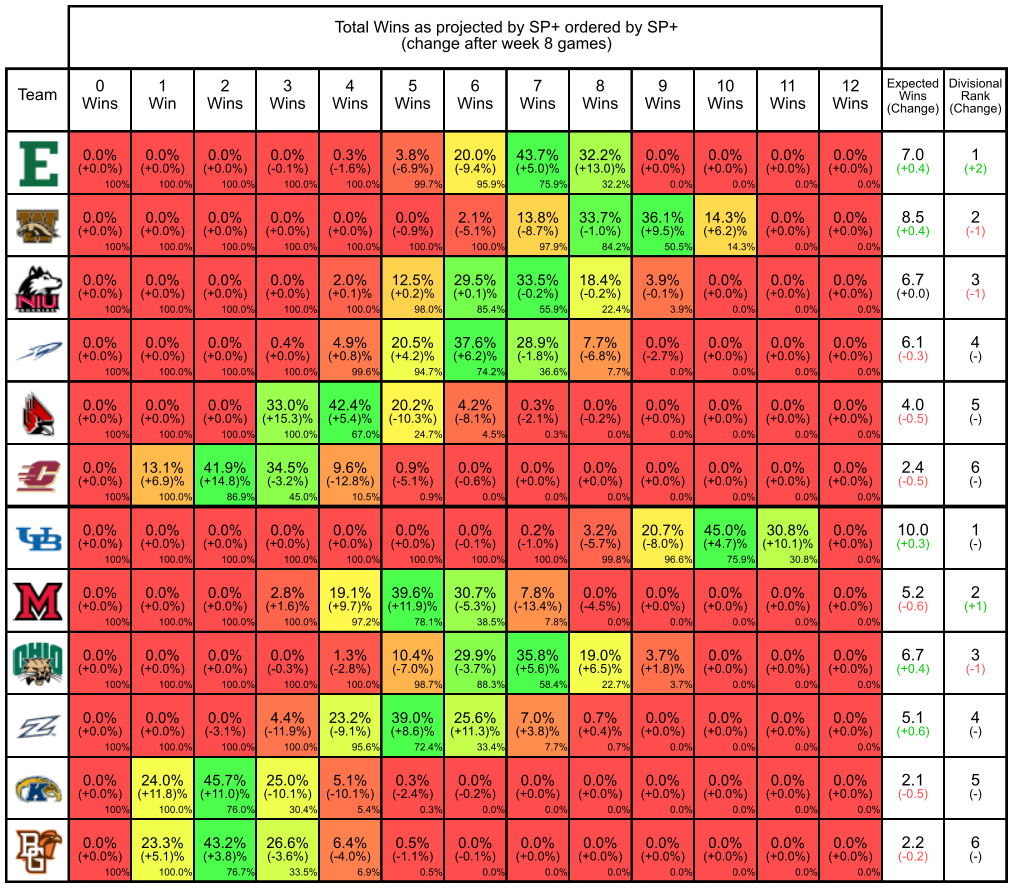 Total Wins as projected by SP+ ordered by SP+
(change after week 8 games)
Team 0 Wins 1 Win 2 Wins 3 Wins 4 Wins 5 Wins 6 Wins 7 Wins 8 Wins 9 Wins 10 Wins 11 Wins 12 Wins Expected Wins (Change) Divisional Rank (Change)
E 0.0% 0.0% 0.0% 0.0% 0.3% 3.8% 20.0% 43.7% 32.2% 0.0% 0.0% 0.0% 0.0% 7.0 1
(+0.0%) (+0.0%) (+0.0%) (-0.1%) (-1.6%) (-6.9%) (-9.4%) (+5.0)% (+13.0)% (+0.0%) (+0.0%) (+0.0%) (+0.0%) (+0.4) (+2)
100% 100.0% 100.0% 100.0% 100.0% 99.7% 95.9% 75.9% 32.2% 0.0% 0.0% 0.0% 0.0%
W 0.0% 0.0% 0.0% 0.0% 0.0% 0.0% 2.1% 13.8% 33.7% 36.1% 14.3% 0.0% 0.0% 8.5 2
(+0.0%) (+0.0%) (+0.0%) (+0.0%) (+0.0%) (-0.9%) (-5.1%) (-8.7%) (-1.0%) (+9.5)% (+6.2)% (+0.0%) (+0.0%) (+0.4) (-1)
100% 100.0% 100.0% 100.0% 100.0% 100.0% 100.0% 97.9% 84.2% 50.5% 14.3% 0.0% 0.0%
NIU 0.0% 0.0% 0.0% 0.0% 2.0% 12.5% 29.5% 33.5% 18.4% 3.9% 0.0% 0.0% 0.0% 6.7 3
(+0.0%) (+0.0%) (+0.0%) (+0.0%) (+0.1)% (+0.2)% (+0.1)% (-0.2%) (-0.2%) (-0.1%) (+0.0%) (+0.0%) (+0.0%) (+0.0) (-1)
100% 100.0% 100.0% 100.0% 100.0% 98.0% 85.4% 55.9% 22.4% 3.9% 0.0% 0.0% 0.0%
0.0% 0.0% 0.0% 0.4% 4.9% 20.5% 37.6% 28.9% 7.7% 0.0% 0.0% 0.0% 0.0% 6.1 4
(+0.0%) (+0.0%) (+0.0%) (+0.0%) (+0.8)% (+4.2)% (+6.2)% (-1.8%) (-6.8%) (-2.7%) (+0.0%) (+0.0%) (+0.0%) (-0.3) (-)
100% 100.0% 100.0% 100.0% 99.6% 94.7% 74.2% 36.6% 7.7% 0.0% 0.0% 0.0% 0.0%
0.0% 0.0% 0.0% 33.0% 42.4% 20.2% 4.2% 0.3% 0.0% 0.0% 0.0% 0.0% 0.0% 4.0 5
(+0.0%) (+0.0%) (+0.0%) (+15.3)% (+5.4)% (-10.3%) (-8.1%) (-2.1%) (-0.2%) (+0.0%) (+0.0%) (+0.0%) (+0.0%) (-0.5) (-)
100% 100.0% 100.0% 100.0% 67.0% 24.7% 4.5% 0.3% 0.0% 0.0% 0.0% 0.0% 0.0%
C 0.0% 13.1% 41.9% 34.5% 9.6% 0.9% 0.0% 0.0% 0.0% 0.0% 0.0% 0.0% 0.0% 2.4 6
(+0.0%) (+6.9)% (+14.8)% (-3.2%) (-12.8%) (-5.1%) (-0.6%) (+0.0%) (+0.0%) (+0.0%) (+0.0%) (+0.0%) (+0.0%) (-0.5) (-)
100% 100.0% 86.9% 45.0% 10.5% 0.9% 0.0% 0.0% 0.0% 0.0% 0.0% 0.0% 0.0%
UB 0.0% 0.0% 0.0% 0.0% 0.0% 0.0% 0.0% 0.2% 3.2% 20.7% 45.0% 30.8% 0.0% 10.0 1
(+0.0%) (+0.0%) (+0.0%) (+0.0%) (+0.0%) (+0.0%) (-0.1%) (-1.0%) (-5.7%) (-8.0%) (+4.7)% (+10.1)% (+0.0%) (+0.3) (-)
100% 100.0% 100.0% 100.0% 100.0% 100.0% 100.0% 100.0% 99.8% 96.6% 75.9% 30.8% 0.0%
M 0.0% 0.0% 0.0% 2.8% 19.1% 39.6% 30.7% 7.8% 0.0% 0.0% 0.0% 0.0% 0.0% 5.2 2
(+0.0%) (+0.0%) (+0.0%) (+1.6)% (+9.7)% (+11.9)% (-5.3%) (-13.4%) (-4.5%) (+0.0%) (+0.0%) (+0.0%) (+0.0%) (-0.6) (+1)
100% 100.0% 100.0% 100.0% 97.2% 78.1% 38.5% 7.8% 0.0% 0.0% 0.0% 0.0% 0.0%
OHIO 0.0% 0.0% 0.0% 0.0% 1.3% 10.4% 29.9% 35.8% 19.0% 3.7% 0.0% 0.0% 0.0% 6.7 3
(+0.0%) (+0.0%) (+0.0%) (-0.3%) (-2.8%) (-7.0%) (-3.7%) (+5.6)% (+6.5)% (+1.8)% (+0.0%) (+0.0%) (+0.0%) (+0.4) (-1)
100% 100.0% 100.0% 100.0% 100.0% 98.7% 88.3% 58.4% 22.7% 3.7% 0.0% 0.0% 0.0%
Z 0.0% 0.0% 0.0% 4.4% 23.2% 39.0% 25.6% 7.0% 0.7% 0.0% 0.0% 0.0% 0.0% 5.1 4
(+0.0%) (+0.0%) (-3.1%) (-11.9%) (-9.1%) (+8.6)% (+11.3)% (+3.8)% (+0.4)% (+0.0%) (+0.0%) (+0.0%) (+0.0%) (+0.6) (-)
100% 100.0% 100.0% 100.0% 95.6% 72.4% 33.4% 7.7% 0.7% 0.0% 0.0% 0.0% 0.0%
K 0.0% 24.0% 45.7% 25.0% 5.1% 0.3% 0.0% 0.0% 0.0% 0.0% 0.0% 0.0% 0.0% 2.1 5
(+0.0%) (+11.8)% (+11.0)% (-10.1%) (-10.1%) (-2.4%) (-0.2%) (+0.0%) (+0.0%) (+0.0%) (+0.0%) (+0.0%) (+0.0%) (-0.5) (-)
100% 100.0% 76.0% 30.4% 5.4% 0.3% 0.0% 0.0% 0.0% 0.0% 0.0% 0.0% 0.0%
BG 0.0% 23.3% 43.2% 26.6% 6.4% 0.5% 0.0% 0.0% 0.0% 0.0% 0.0% 0.0% 0.0% 2.2 6
(+0.0%) (+5.1)% (+3.8)% (-3.6%) (-4.0%) (-1.1%) (-0.1%) (+0.0%) (+0.0%) (+0.0%) (+0.0%) (+0.0%) (+0.0%) (-0.2) (-)
100% 100.0% 76.7% 33.5% 6.9% 0.5% 0.0% 0.0% 0.0% 0.0% 0.0% 0.0% 0.0%